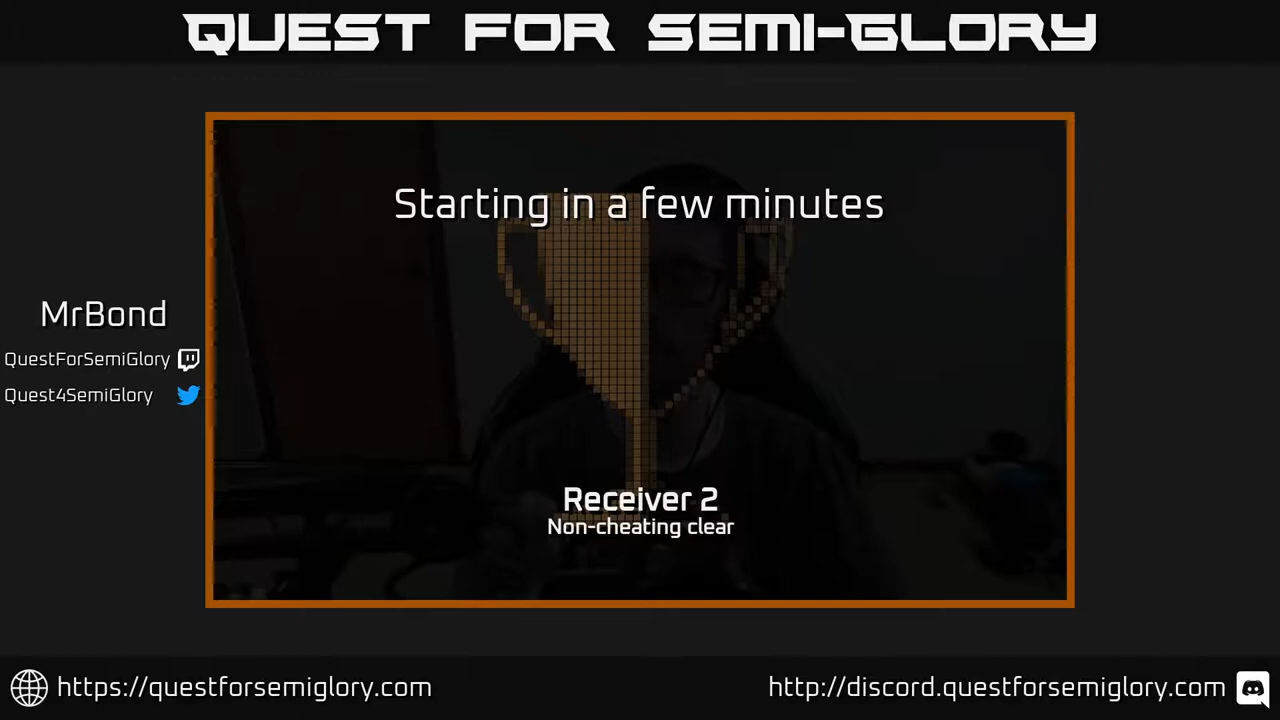 QUEST FOR SEMI-GLORY
Starting in a few minutes
MrBond
QuestForSemiGlory
Quest4SemiGlory
Receiver 2
Non-cheating clear
https://questforsemiglory.com
http://discord.questforsemiglory.com